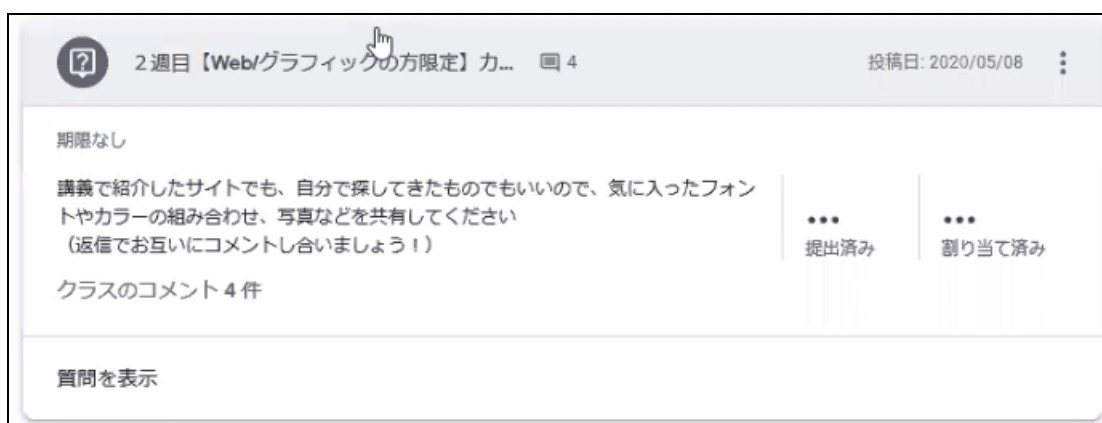 2週目【Web/グラフィックの方限定】カ... 4
投稿日: 2020/05/08
期限なし
講義で紹介したサイトでも、自分で探してきたものでもいいので、気に入ったフォン
トやカラーの組み合わせ、写真などを共有してください
(返信でお互いにコメントし合いましょう!)
クラスのコメント 4 件
... 提出済み
... 割り当て済み
質問を表示